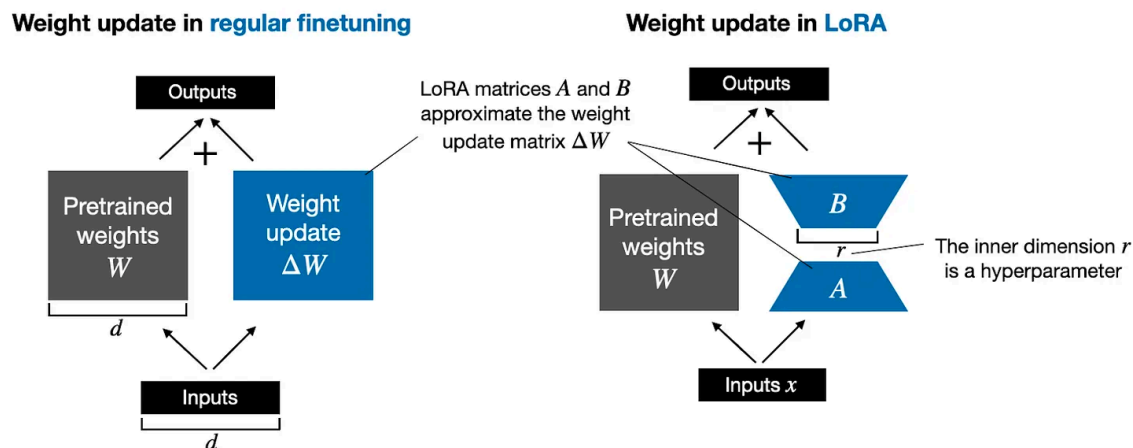 Weight update in regular finetuning
Outputs
+
Pretrained
weights
W
Weight
update
ΔW
d
Inputs
d
LoRA matrices A and B
approximate the weight
update matrix ΔW
Weight update in LoRA
Outputs
+
Pretrained
weights
W
B
r
A
The inner dimension r
is a hyperparameter
Inputs x